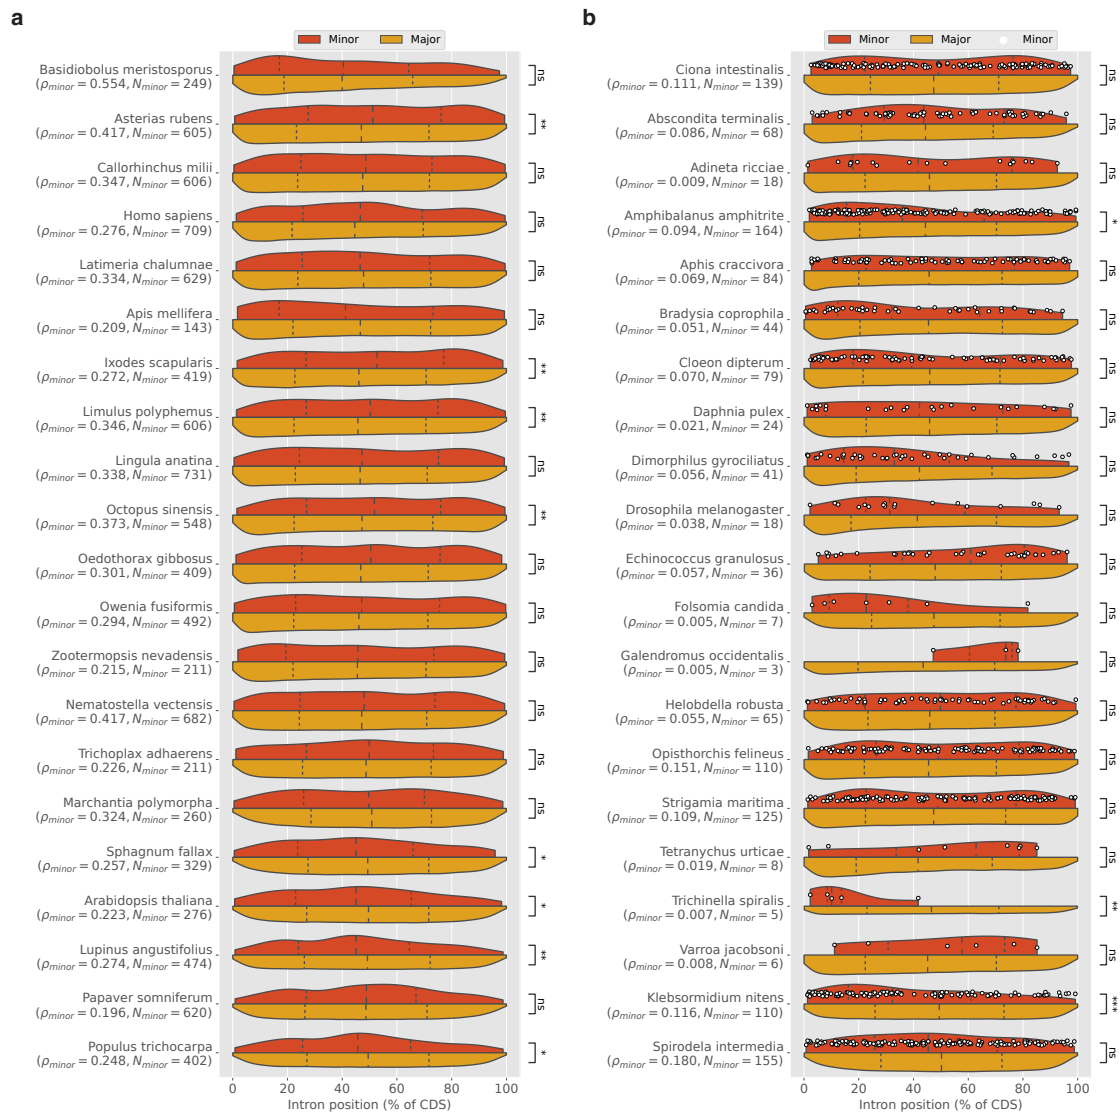 a
Minor Major
Basidiobolus meristosporus
(ρminor = 0.554, Nminor = 249)
ns
Asterias rubens
(ρminor = 0.417, Nminor = 605)
**
Callorhinchus milii
(ρminor = 0.347, Nminor = 606)
ns
Homo sapiens
(ρminor = 0.276, Nminor = 709)
ns
Latimeria chalumnae
(ρminor = 0.334, Nminor = 629)
ns
Apis mellifera
(ρminor = 0.209, Nminor = 143)
ns
Ixodes scapularis
(ρminor = 0.272, Nminor = 419)
**
Limulus polyphemus
(ρminor = 0.346, Nminor = 606)
**
Lingula anatina
(ρminor = 0.338, Nminor = 731)
ns
Octopus sinensis
(ρminor = 0.373, Nminor = 548)
**
Oedothorax gibbosus
(ρminor = 0.301, Nminor = 409)
ns
Owenia fusiformis
(ρminor = 0.294, Nminor = 492)
ns
Zootermopsis nevadensis
(ρminor = 0.215, Nminor = 211)
ns
Nematostella vectensis
(ρminor = 0.417, Nminor = 682)
ns
Trichoplax adhaerens
(ρminor = 0.226, Nminor = 211)
ns
Marchantia polymorpha
(ρminor = 0.324, Nminor = 260)
ns
Sphagnum fallax
(ρminor = 0.257, Nminor = 329)
*
Arabidopsis thaliana
(ρminor = 0.223, Nminor = 276)
*
Lupinus angustifolius
(ρminor = 0.274, Nminor = 474)
**
Papaver somniferum
(ρminor = 0.196, Nminor = 620)
ns
Populus trichocarpa
(ρminor = 0.248, Nminor = 402)
*
0 20 40 60 80 100
Intron position (% of CDS)
b
Minor Major Minor
Ciona intestinalis
(ρminor = 0.111, Nminor = 139)
ns
Abscondita terminalis
(ρminor = 0.086, Nminor = 68)
ns
Adineta ricciae
(ρminor = 0.009, Nminor = 18)
ns
Amphibalanus amphitrite
(ρminor = 0.094, Nminor = 164)
*
Aphis craccivora
(ρminor = 0.069, Nminor = 84)
ns
Bradysia coprophila
(ρminor = 0.051, Nminor = 44)
ns
Cloeon dipterum
(ρminor = 0.070, Nminor = 79)
ns
Daphnia pulex
(ρminor = 0.021, Nminor = 24)
ns
Dimorphilus gyrociliatus
(ρminor = 0.056, Nminor = 41)
ns
Drosophila melanogaster
(ρminor = 0.038, Nminor = 18)
ns
Echinococcus granulosus
(ρminor = 0.057, Nminor = 36)
ns
Folsomia candida
(ρminor = 0.005, Nminor = 7)
ns
Galendromus occidentalis
(ρminor = 0.005, Nminor = 3)
ns
Helobdella robusta
(ρminor = 0.055, Nminor = 65)
ns
Opisthorchis felineus
(ρminor = 0.151, Nminor = 110)
ns
Strigamia maritima
(ρminor = 0.109, Nminor = 125)
ns
Tetranychus urticae
(ρminor = 0.019, Nminor = 8)
ns
Trichinella spiralis
(ρminor = 0.007, Nminor = 5)
**
Varroa jacobsoni
(ρminor = 0.008, Nminor = 6)
ns
Klebsormidium nitens
(ρminor = 0.116, Nminor = 110)
***
Spirodela intermedia
(ρminor = 0.180, Nminor = 155)
ns
0 20 40 60 80 100
Intron position (% of CDS)